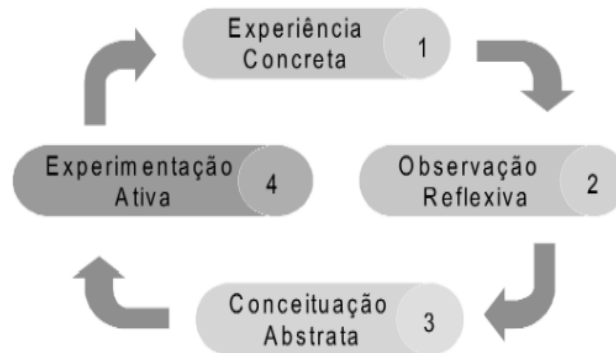 Experiência
Concreta
1
Observação
Reflexiva
2
Conceituação
Abstrata
3
Experimentação
Ativa
4